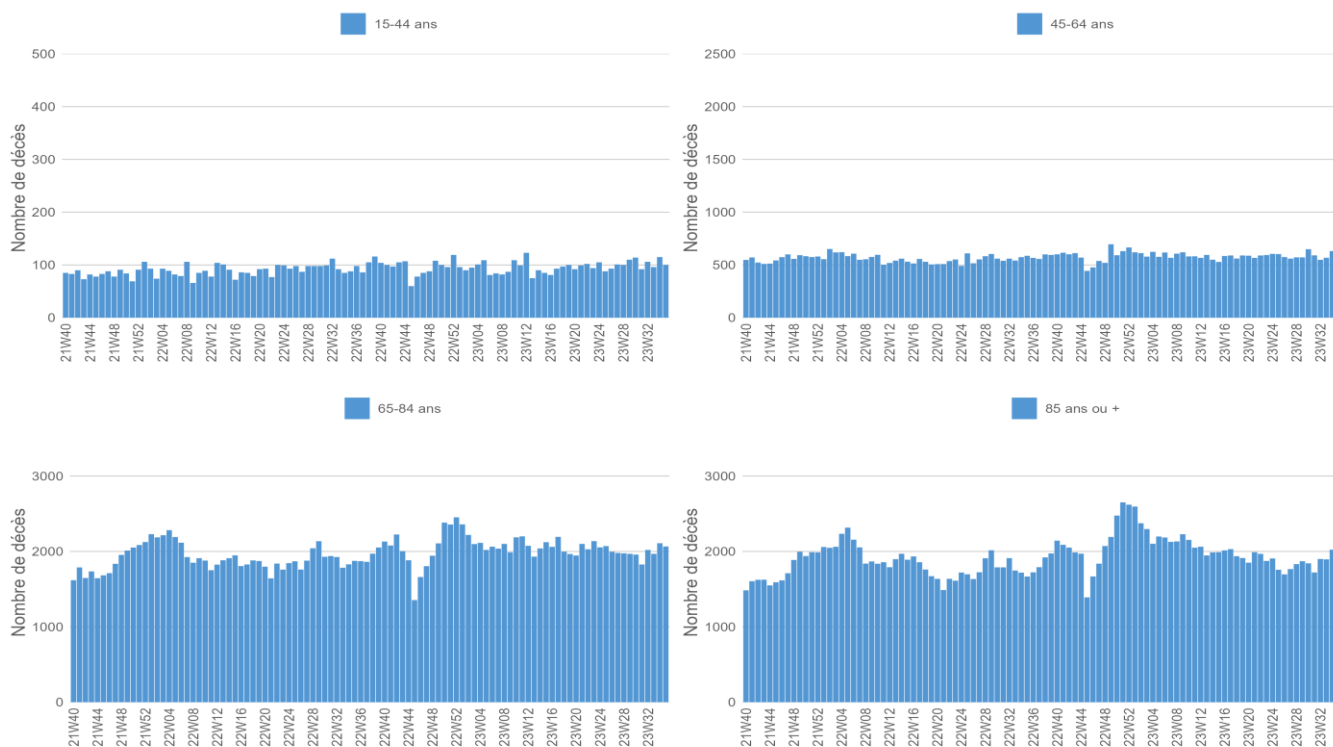 15-44 ans
Nombre de décès
500
400
300
200
100
0
21W40 21W44 21W48 21W52 22W04 22W08 22W12 22W16 22W20 22W24 22W28 22W32 22W36 22W40 22W44 22W48 22W52 23W04 23W08 23W12 23W16 23W20 23W24 23W28 23W32
45-64 ans
Nombre de décès
2500
2000
1500
1000
500
0
21W40 21W44 21W48 21W52 22W04 22W08 22W12 22W16 22W20 22W24 22W28 22W32 22W36 22W40 22W44 22W48 22W52 23W04 23W08 23W12 23W16 23W20 23W24 23W28 23W32
65-84 ans
Nombre de décès
3000
2000
1000
0
21W40 21W44 21W48 21W52 22W04 22W08 22W12 22W16 22W20 22W24 22W28 22W32 22W36 22W40 22W44 22W48 22W52 23W04 23W08 23W12 23W16 23W20 23W24 23W28 23W32
85 ans ou +
Nombre de décès
3000
2000
1000
0
21W40 21W44 21W48 21W52 22W04 22W08 22W12 22W16 22W20 22W24 22W28 22W32 22W36 22W40 22W44 22W48 22W52 23W04 23W08 23W12 23W16 23W20 23W24 23W28 23W32